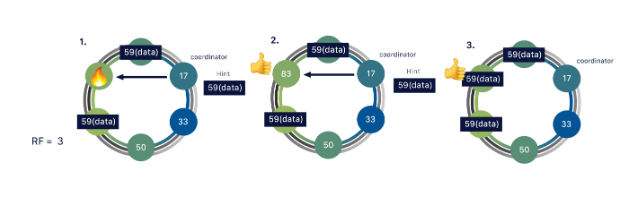 1.
59(data)
coordinator
17
Hint
59(data)
59(data)
33
50
RF = 3
2.
59(data)
coordinator
83
17
Hint
59(data)
59(data)
33
50
3.
59(data)
coordinator
59(data)
17
59(data)
33
50